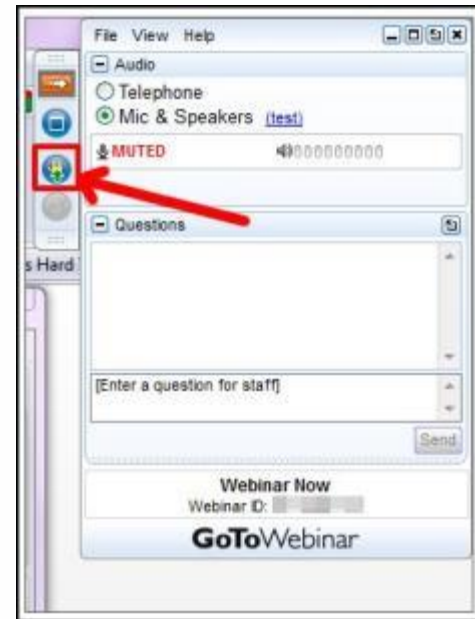 File View Help
Audio
Telephone
Mic & Speakers (test)
MUTED
000000000
Questions
s Hard
[Enter a question for staff]
Send
Webinar Now
Webinar ID:
GoToWebinar